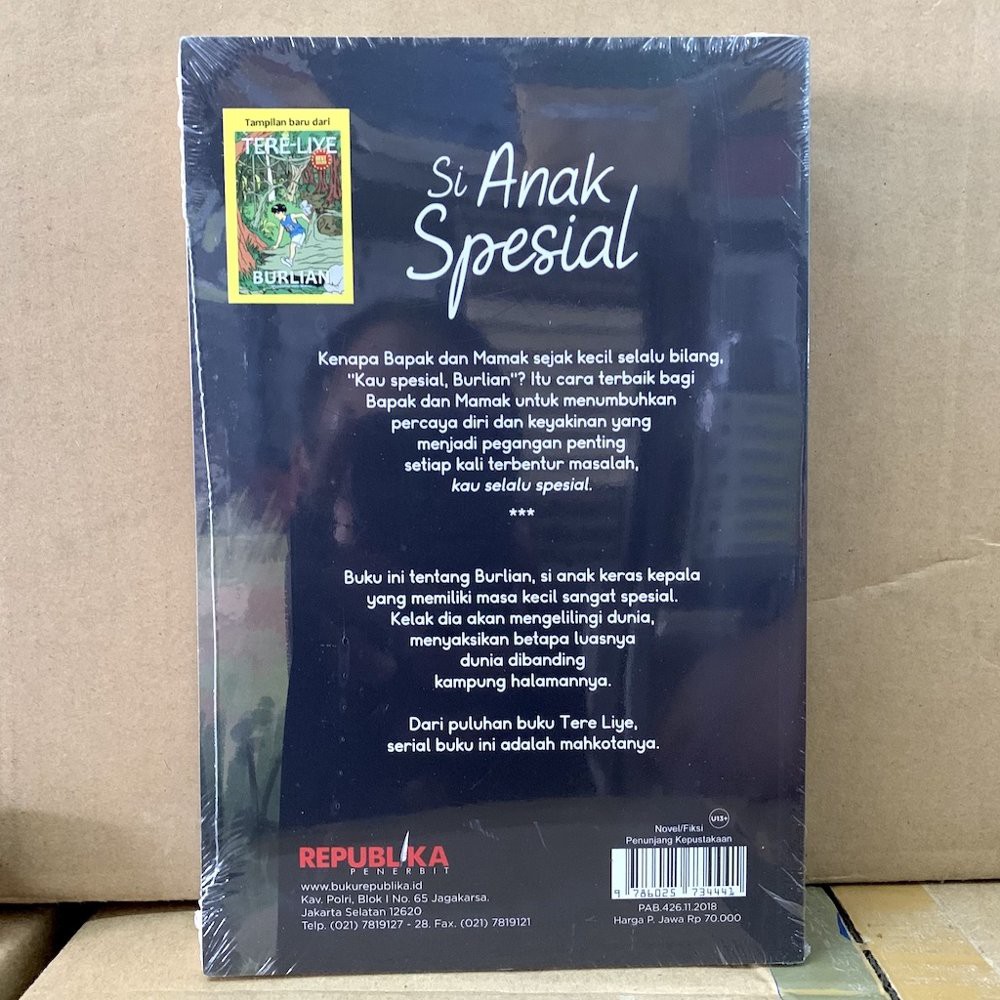 Tampilan baru dari
TERE-LIYE
BURLIAN
Si Anak
Spesial
Kenapa Bapak dan Mamak sejak kecil selalu bilang,
"Kau spesial, Burlian"? Itu cara terbaik bagi
Bapak dan Mamak untuk menumbuhkan
percaya diri dan keyakinan yang
menjadi pegangan penting
setiap kali terbentur masalah,
kau selalu spesial.
***
Buku ini tentang Burlian, si anak keras kepala
yang memiliki masa kecil sangat spesial.
Kelak dia akan mengelilingi dunia,
menyaksikan betapa luasnya
dunia dibanding
kampung halamannya.
Dari puluhan buku Tere Liye,
serial buku ini adalah mahkotanya.
REPUBLIKA
PENERBIT
www.bukurepublika.id
Kav. Polri, Blok I No. 65 Jagakarsa.
Jakarta Selatan 12620
Telp. (021) 7819127 - 28. Fax. (021) 7819121
U13+
Novel/Fiksi
Penunjang Kepustakaan
9 786025 734441
PAB.426.11.2018
Harga P. Jawa Rp 70.000